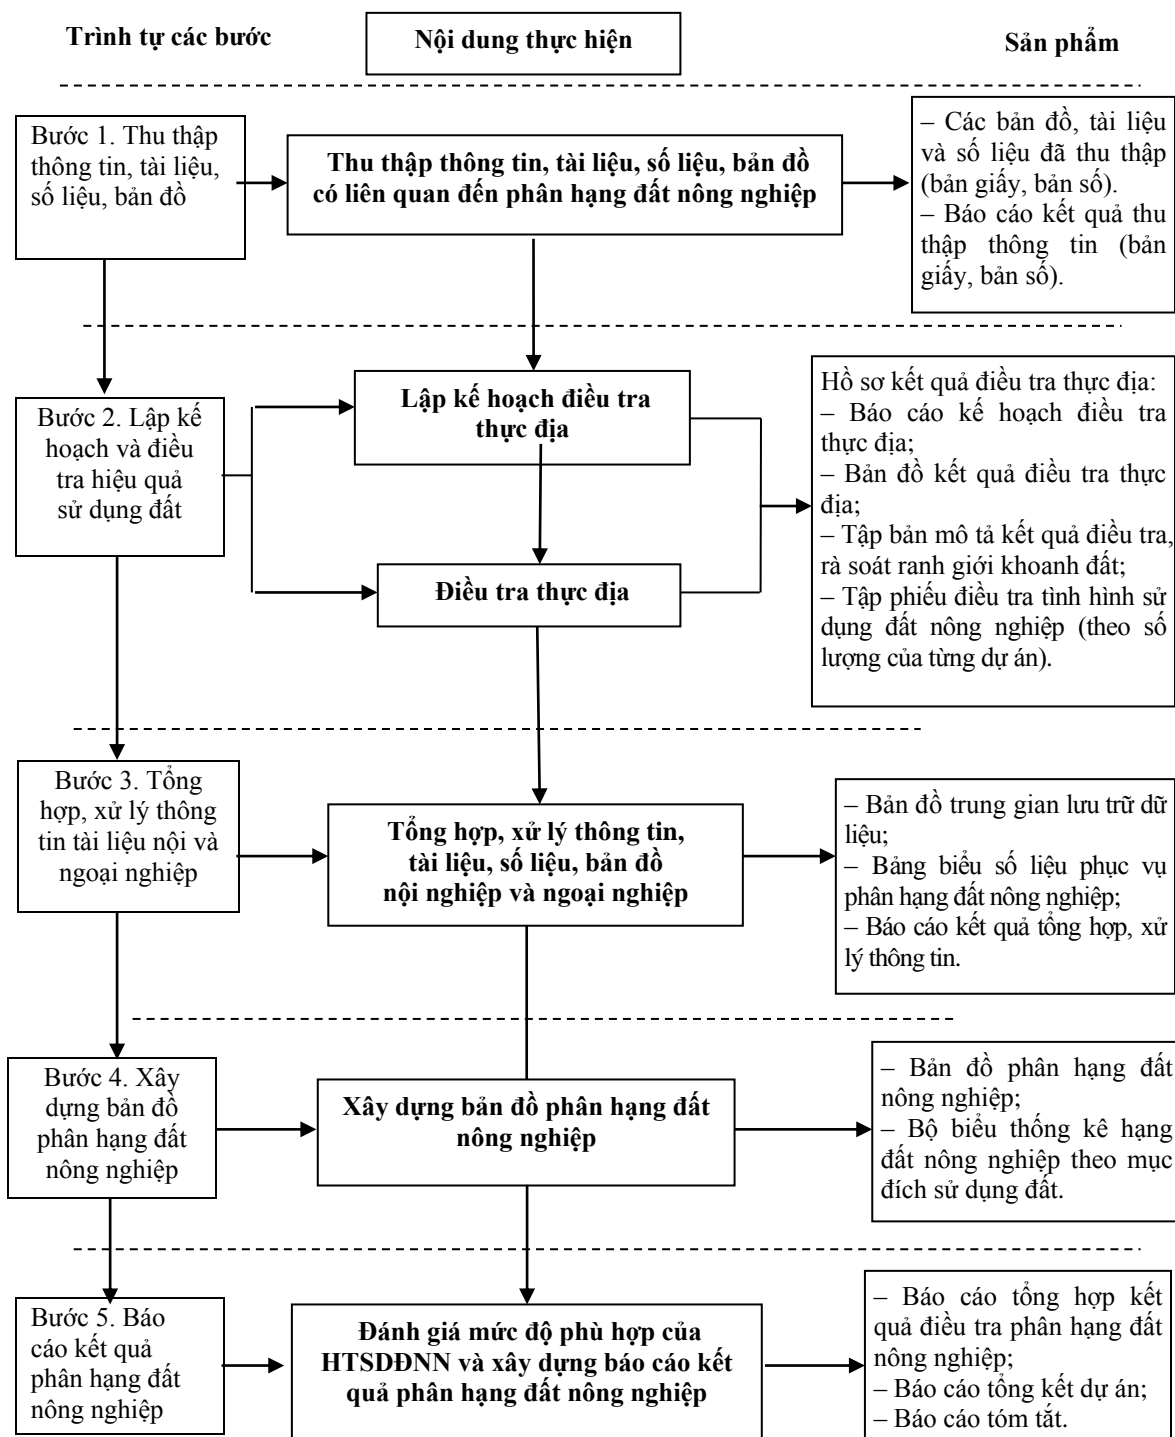 Trình tự các bước
Nội dung thực hiện
Sản phẩm
Bước 1. Thu thập
thông tin, tài liệu,
số liệu, bản đồ
Thu thập thông tin, tài liệu, số liệu, bản đồ
có liên quan đến phân hạng đất nông nghiệp
– Các bản đồ, tài liệu
và số liệu đã thu thập
(bản giấy, bản số).
– Báo cáo kết quả thu
thập thông tin (bản
giấy, bản số).
Bước 2. Lập kế
hoạch và điều
tra hiệu quả
sử dụng đất
Lập kế hoạch điều tra
thực địa
Điều tra thực địa
Hồ sơ kết quả điều tra thực địa:
– Báo cáo kế hoạch điều tra
thực địa;
– Bản đồ kết quả điều tra thực
địa;
– Tập bản mô tả kết quả điều tra,
rà soát ranh giới khoanh đất;
– Tập phiếu điều tra tình hình sử
dụng đất nông nghiệp (theo số
lượng của từng dự án).
Bước 3. Tổng
hợp, xử lý thông
tin tài liệu nội và
ngoại nghiệp
Tổng hợp, xử lý thông tin,
tài liệu, số liệu, bản đồ
nội nghiệp và ngoại nghiệp
– Bản đồ trung gian lưu trữ dữ
liệu;
– Bảng biểu số liệu phục vụ
phân hạng đất nông nghiệp;
– Báo cáo kết quả tổng hợp, xử
lý thông tin.
Bước 4. Xây
dựng bản đồ
phân hạng đất
nông nghiệp
Xây dựng bản đồ phân hạng đất
nông nghiệp
– Bản đồ phân hạng đất
nông nghiệp;
– Bộ biểu thống kê hạng
đất nông nghiệp theo mục
đích sử dụng đất.
Bước 5. Báo
cáo kết quả
phân hạng đất
nông nghiệp
Đánh giá mức độ phù hợp của
HTSDĐNN và xây dựng báo cáo kết
quả phân hạng đất nông nghiệp
– Báo cáo tổng hợp kết
quả điều tra phân hạng đất
nông nghiệp;
– Báo cáo tổng kết dự án;
– Báo cáo tóm tắt.